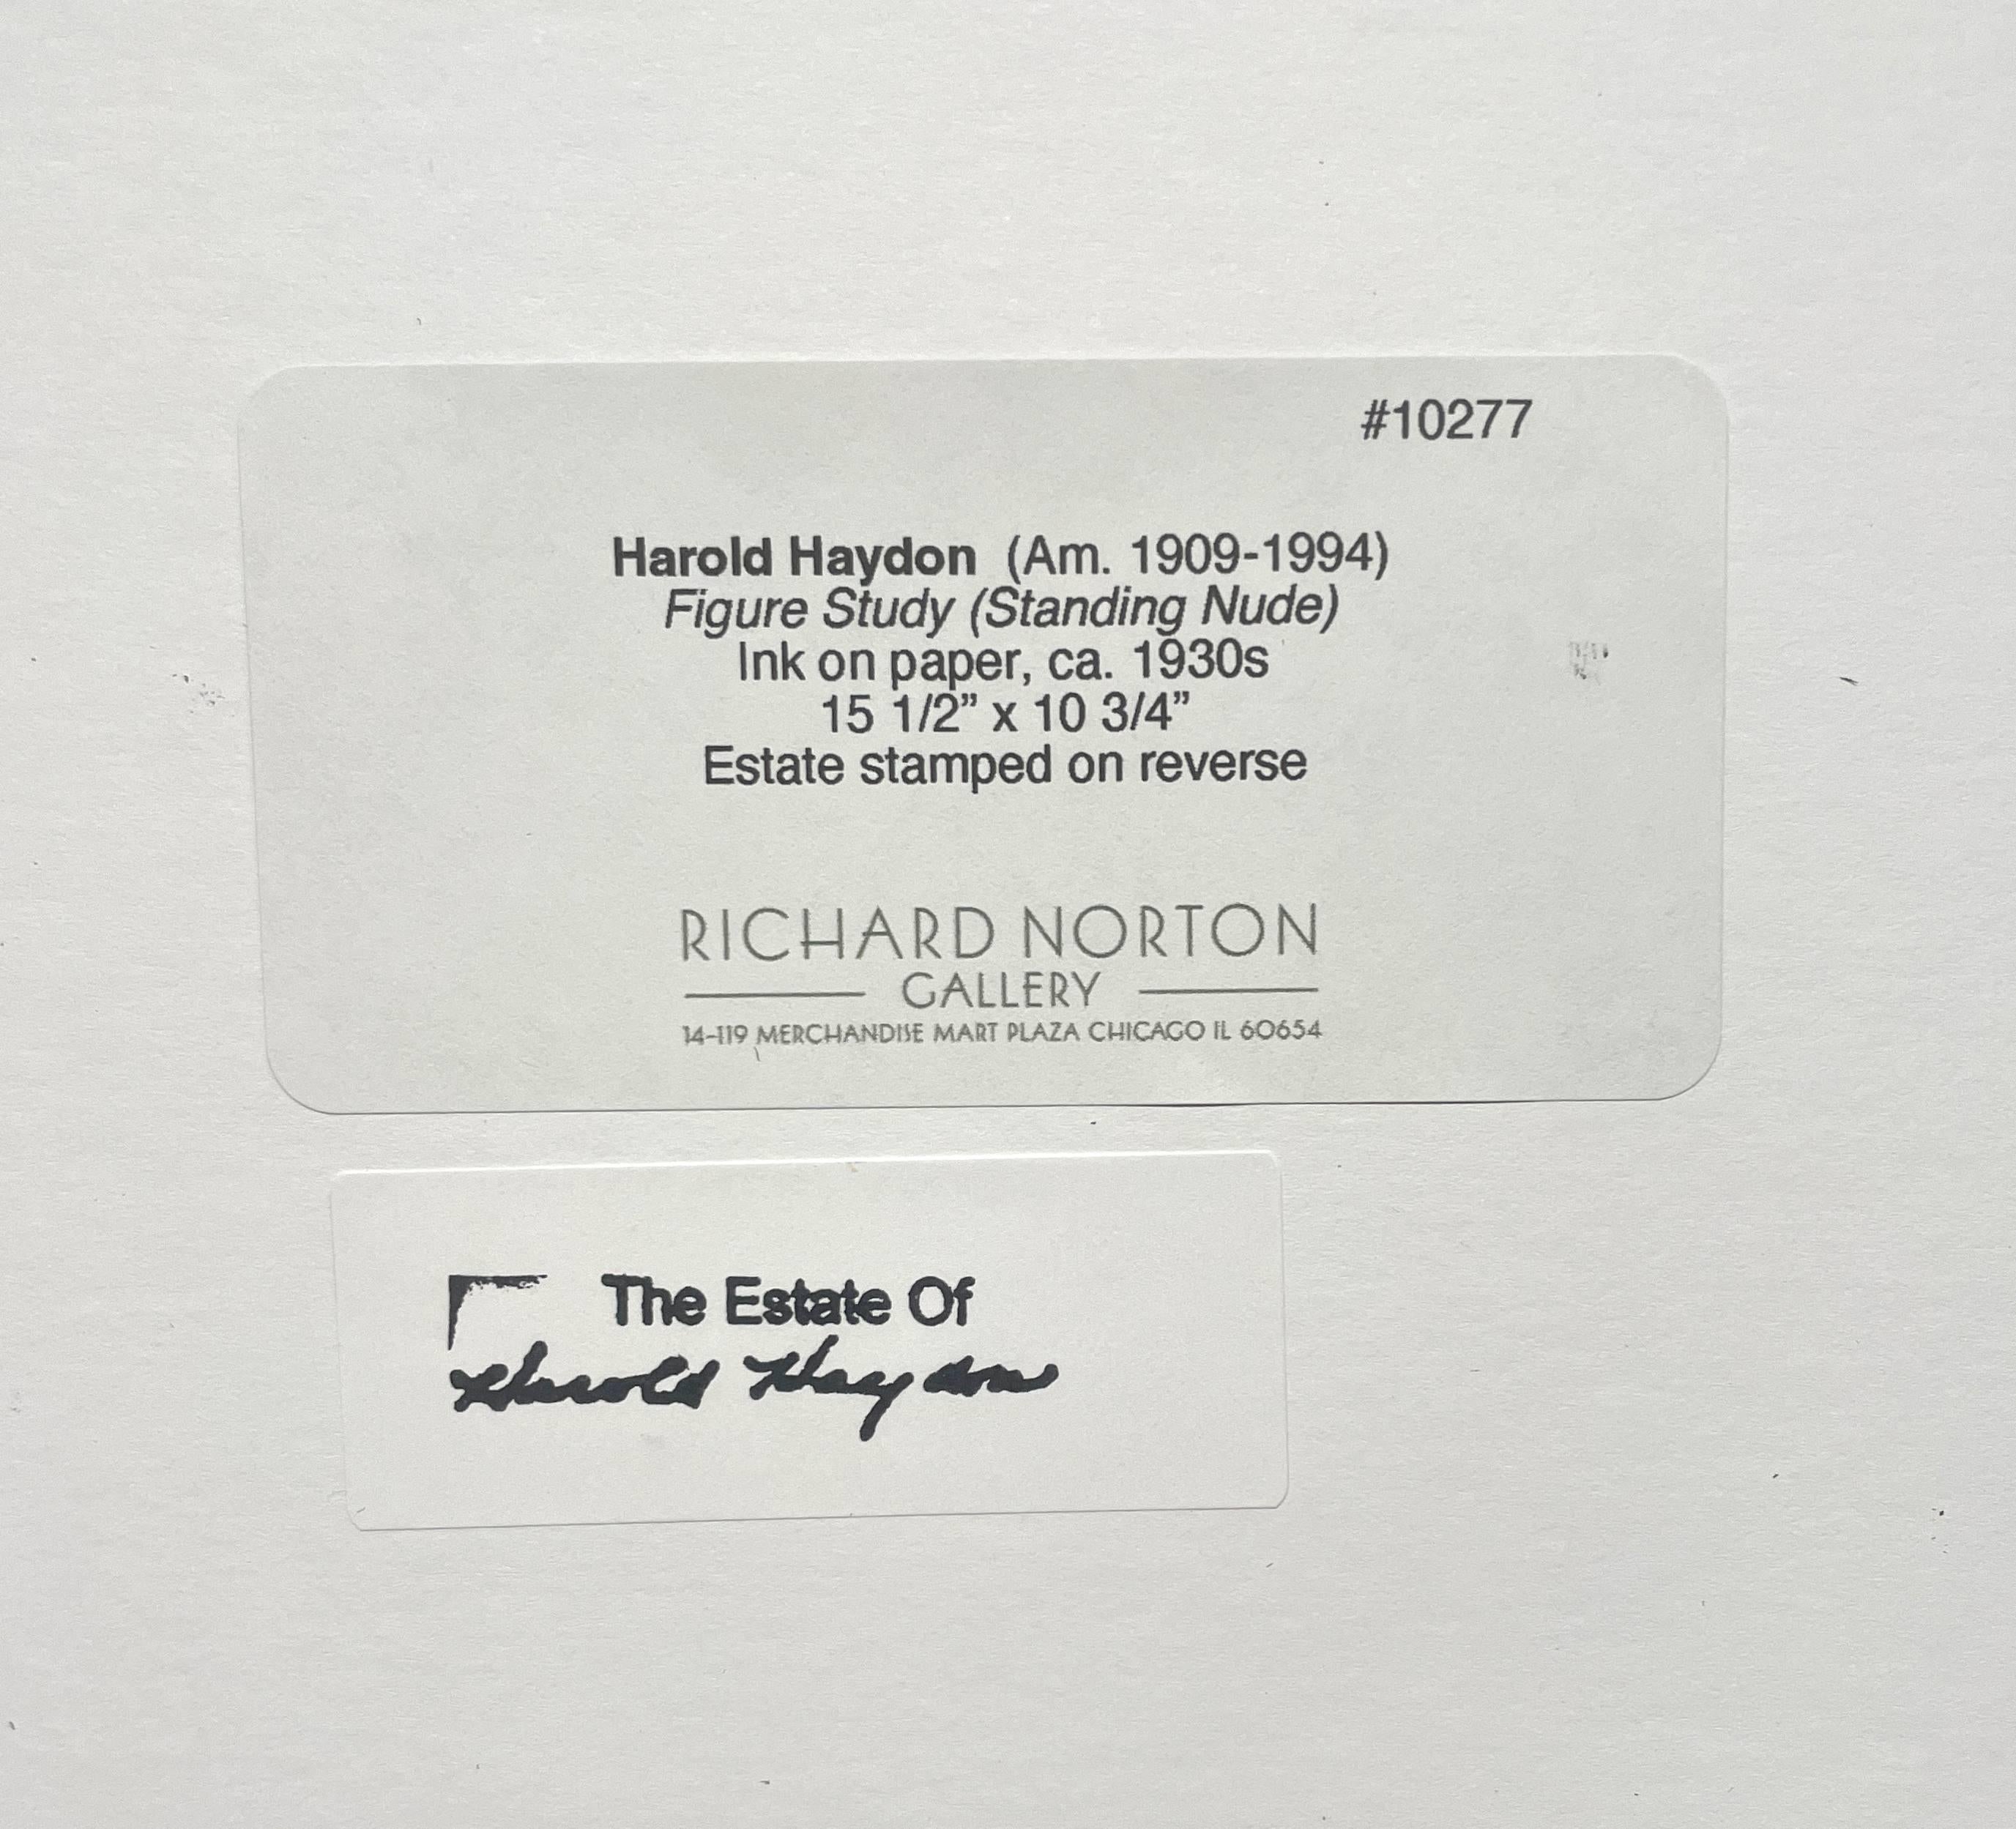 #10277
Harold Haydon (Am. 1909-1994)
Figure Study (Standing Nude)
Ink on paper, ca. 1930s
15 1/2” x 10 3/4”
Estate stamped on reverse
RICHARD NORTON
GALLERY
14-119 MERCHANDISE MART PLAZA CHICAGO IL 60654
The Estate Of
Harold Haydon